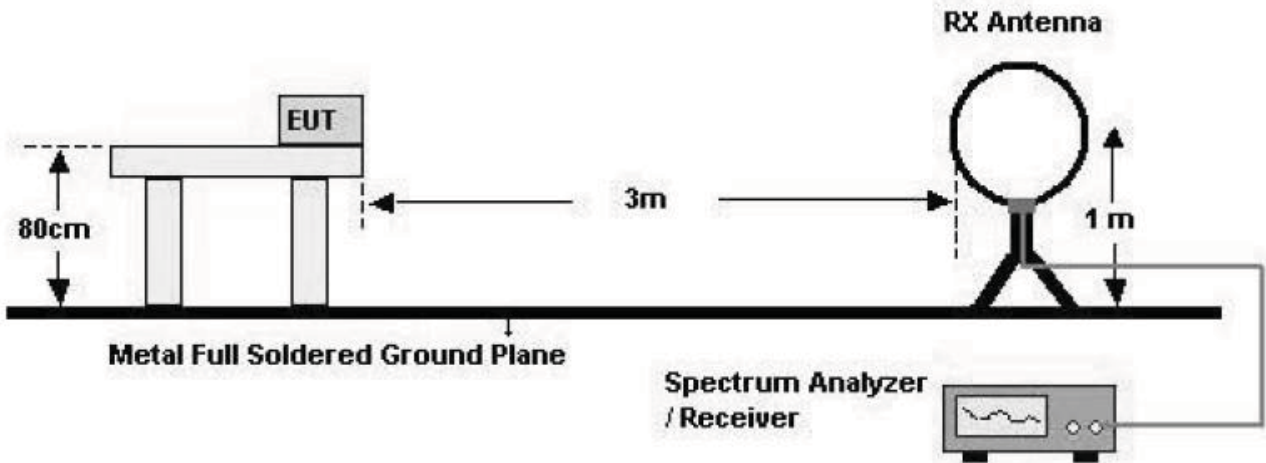 RX Antenna
EUT
80cm
3m
1 m
Metal Full Soldered Ground Plane
Spectrum Analyzer
/ Receiver